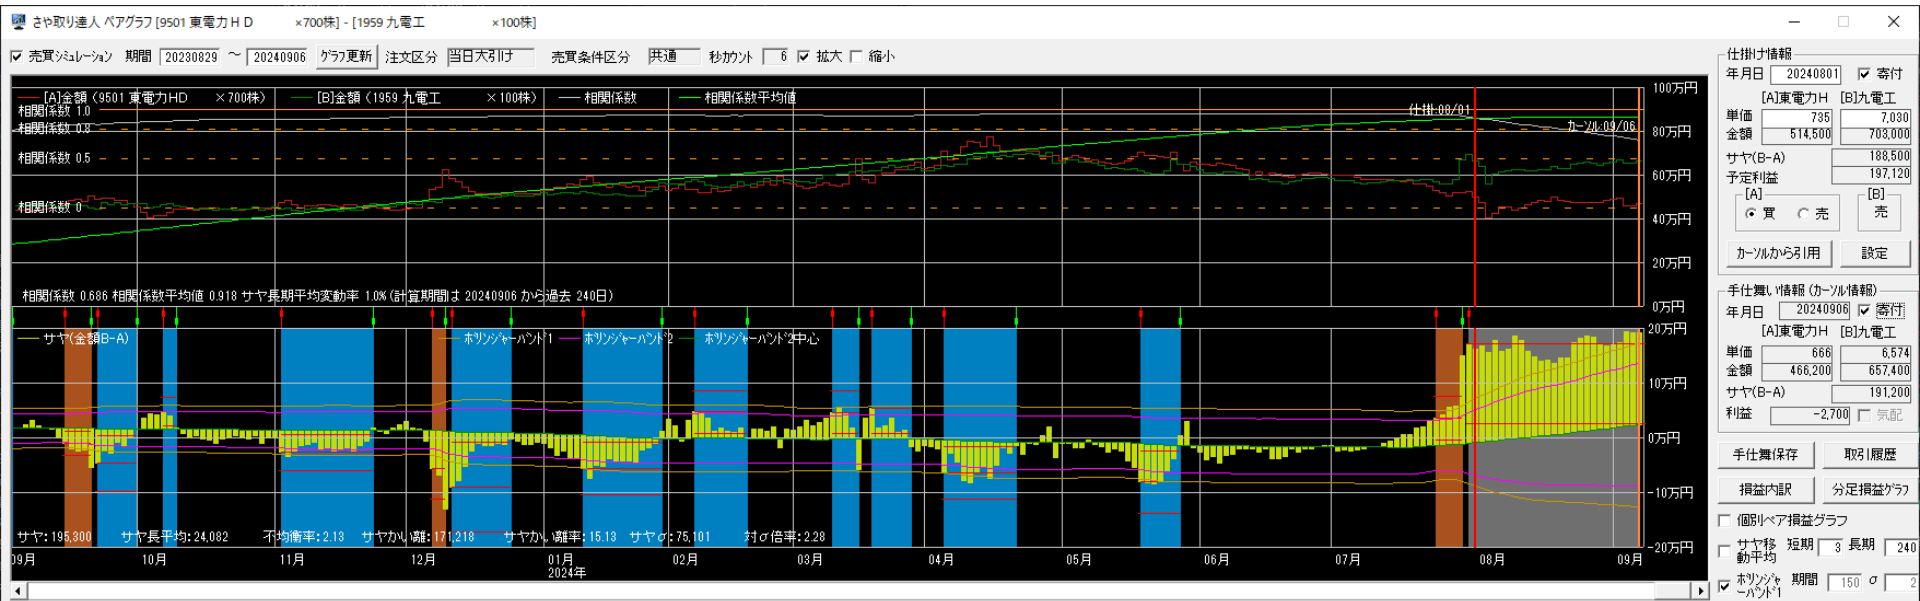 さや取り達人 ペアグラフ [9501 東電力ＨＤ ×700株] - [1959 九電工 ×100株]
売買シミュレーション 期間 20230829 ～ 20240906 グラフ更新 注文区分 当日大引け 売買条件区分 共通 秒カウント 6 拡大 縮小
[A]金額（9501 東電力HD ×700株） [B]金額（1959 九電工 ×100株） 相関係数 相関係数平均値
相関係数 1.0
相関係数 0.8
相関係数 0.5
相関係数 0
仕掛:08/01
カーソル:09/06
100万円
80万円
60万円
40万円
20万円
0万円
相関係数 0.686 相関係数平均値 0.918 サヤ長期平均変動率 1.0% (計算期間は 20240906 から過去 240日)
サヤ(金額B-A) ボリンジャーバンド1 ボリンジャーバンド2 ボリンジャーバンド2中心
20万円
10万円
0万円
-10万円
-20万円
サヤ:195,300 サヤ長平均:24,082 不均衡率:2.13 サヤかい離:171,218 サヤかい離率:15.13 サヤσ:75,101 対σ倍率:2.28
09月 10月 11月 12月 01月 02月 03月 04月 05月 06月 07月 08月 09月
2024年
仕掛け情報
年月日 20240801 寄付
[A]東電力H [B]九電工
単価 735 7,030
金額 514,500 703,000
サヤ(B-A) 188,500
予定利益 197,120
[A] [B]
買 売 売
カーソルから引用 設定
手仕舞い情報 (カーソル情報)
年月日 20240906 寄付
[A]東電力H [B]九電工
単価 666 6,574
金額 466,200 657,400
サヤ(B-A) 191,200
利益 -2,700 気配
手仕舞保存 取引履歴
損益内訳 分足損益グラフ
個別ペア損益グラフ
サヤ移動平均 短期 3 長期 240
ボリンジャーバンド1 期間 150 σ 2